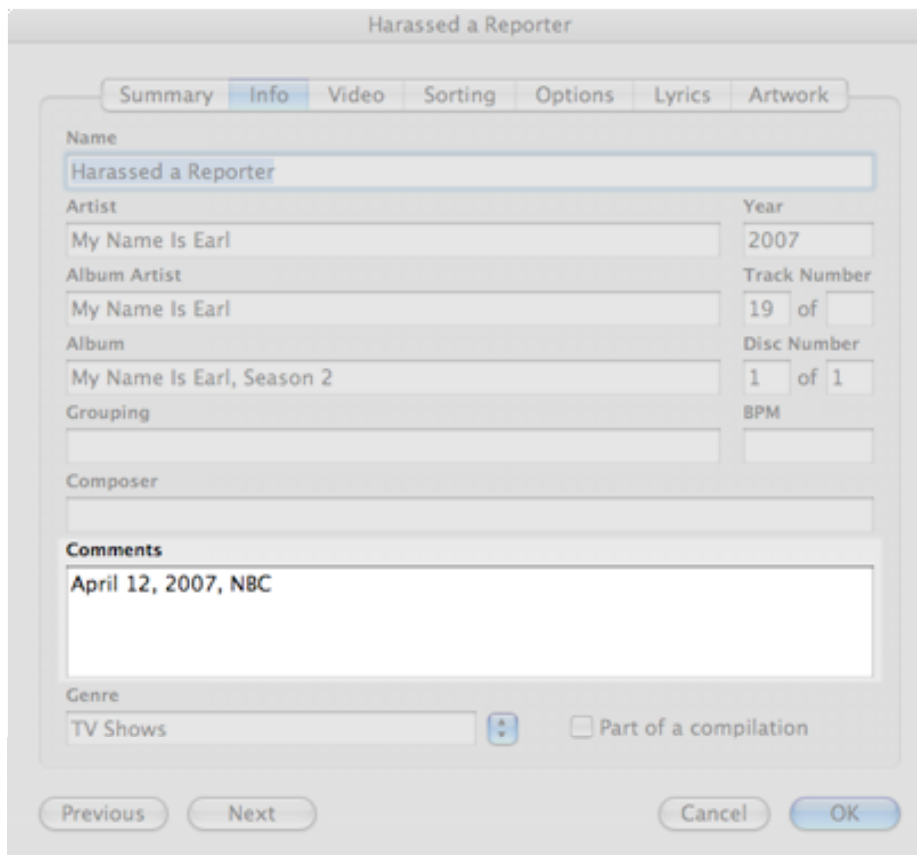 Harassed a Reporter
Summary Info Video Sorting Options Lyrics Artwork
Name
Harassed a Reporter
Artist Year
My Name Is Earl 2007
Album Artist Track Number
My Name Is Earl 19 of
Album Disc Number
My Name Is Earl, Season 2 1 of 1
Grouping BPM
Composer
Comments
April 12, 2007, NBC
Genre
TV Shows Part of a compilation
Previous Next Cancel OK